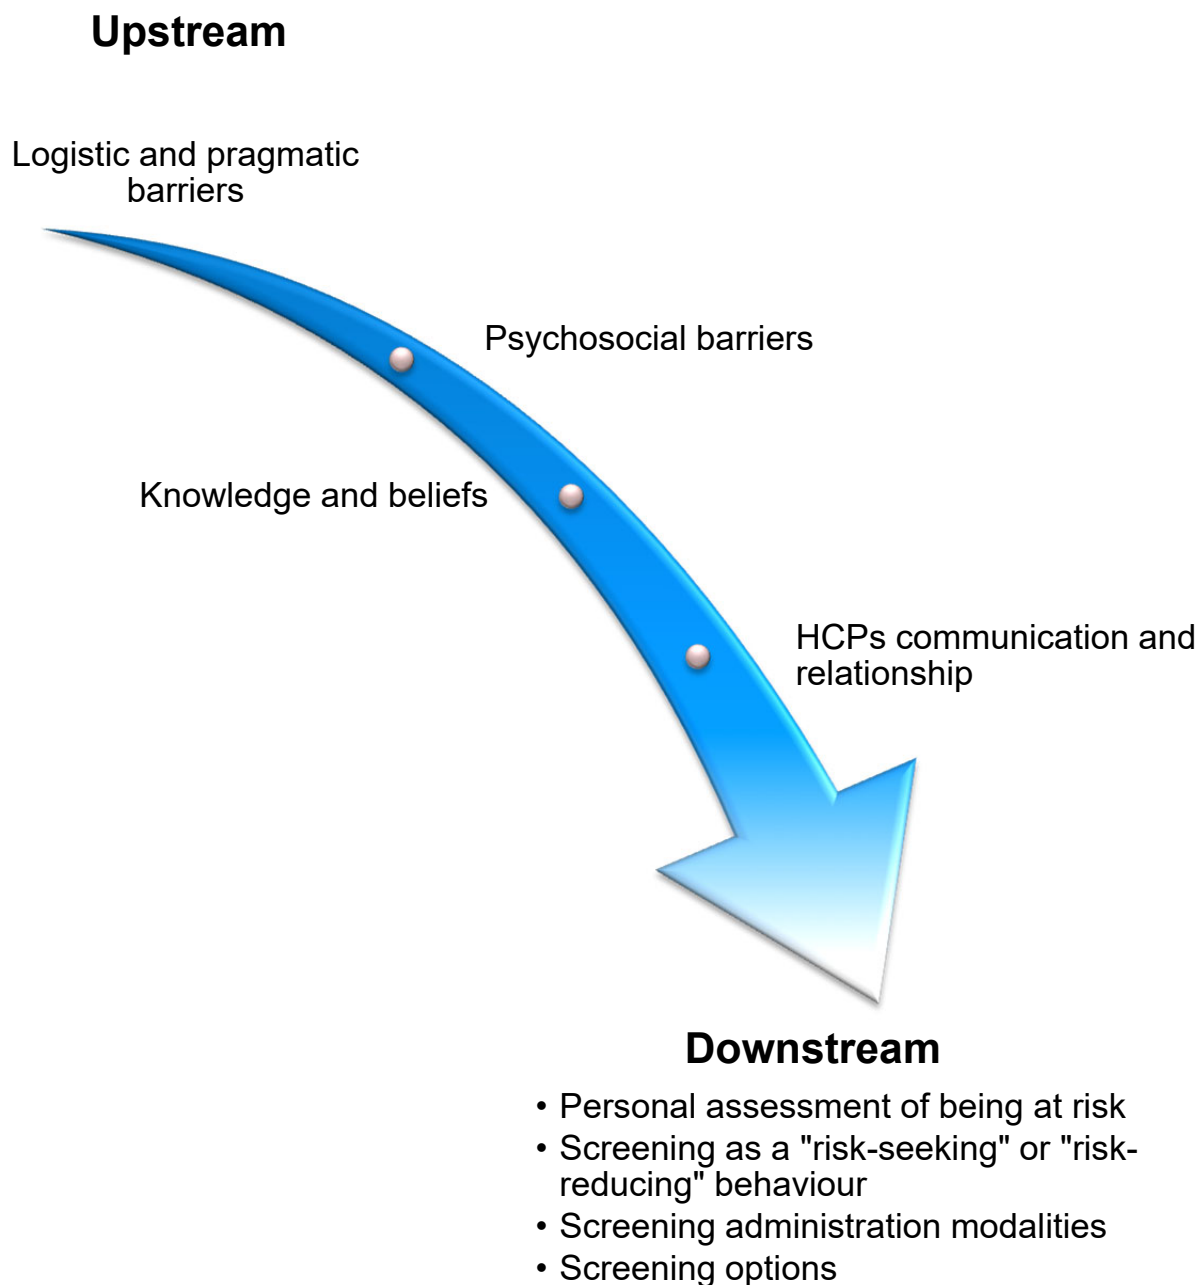 Upstream
Logistic and pragmatic
barriers
Psychosocial barriers
Knowledge and beliefs
HCPs communication and
relationship
Downstream
• Personal assessment of being at risk
• Screening as a "risk-seeking" or "risk-
reducing" behaviour
• Screening administration modalities
• Screening options